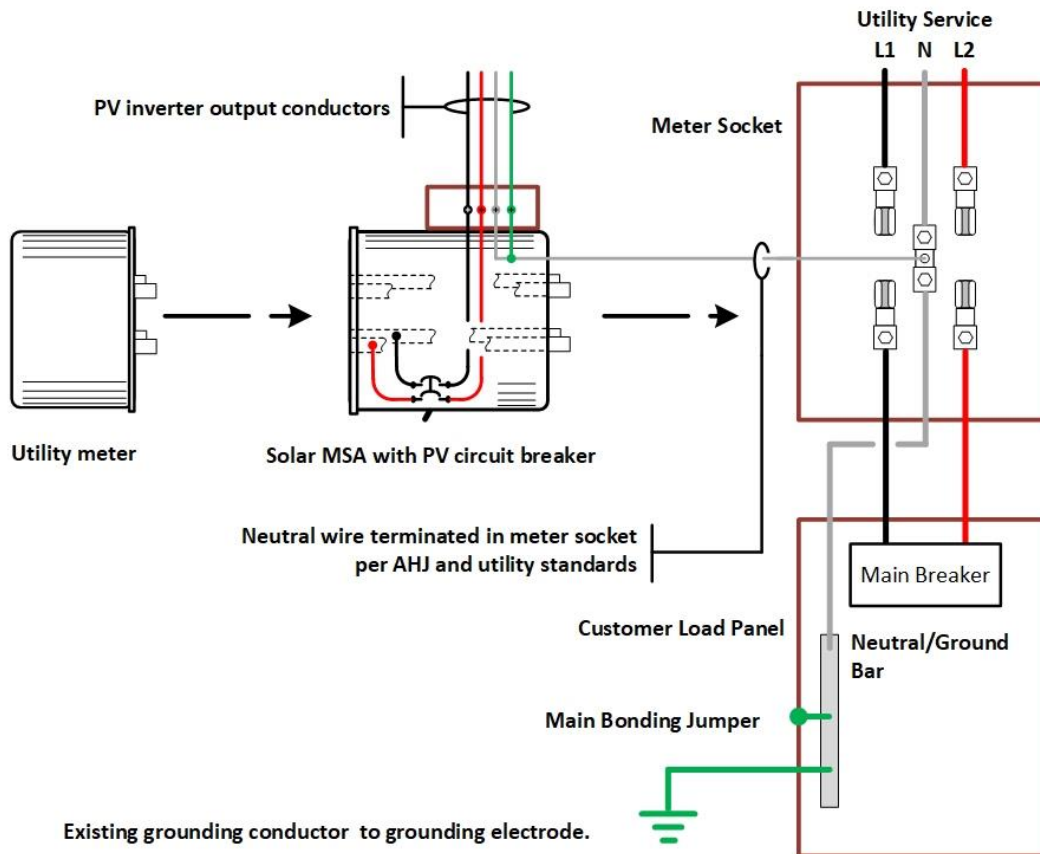 Utility Service
L1 N L2
PV inverter output conductors
Meter Socket
Utility meter
Solar MSA with PV circuit breaker
Neutral wire terminated in meter socket
per AHJ and utility standards
Main Breaker
Customer Load Panel
Neutral/Ground
Bar
Main Bonding Jumper
Existing grounding conductor to grounding electrode.